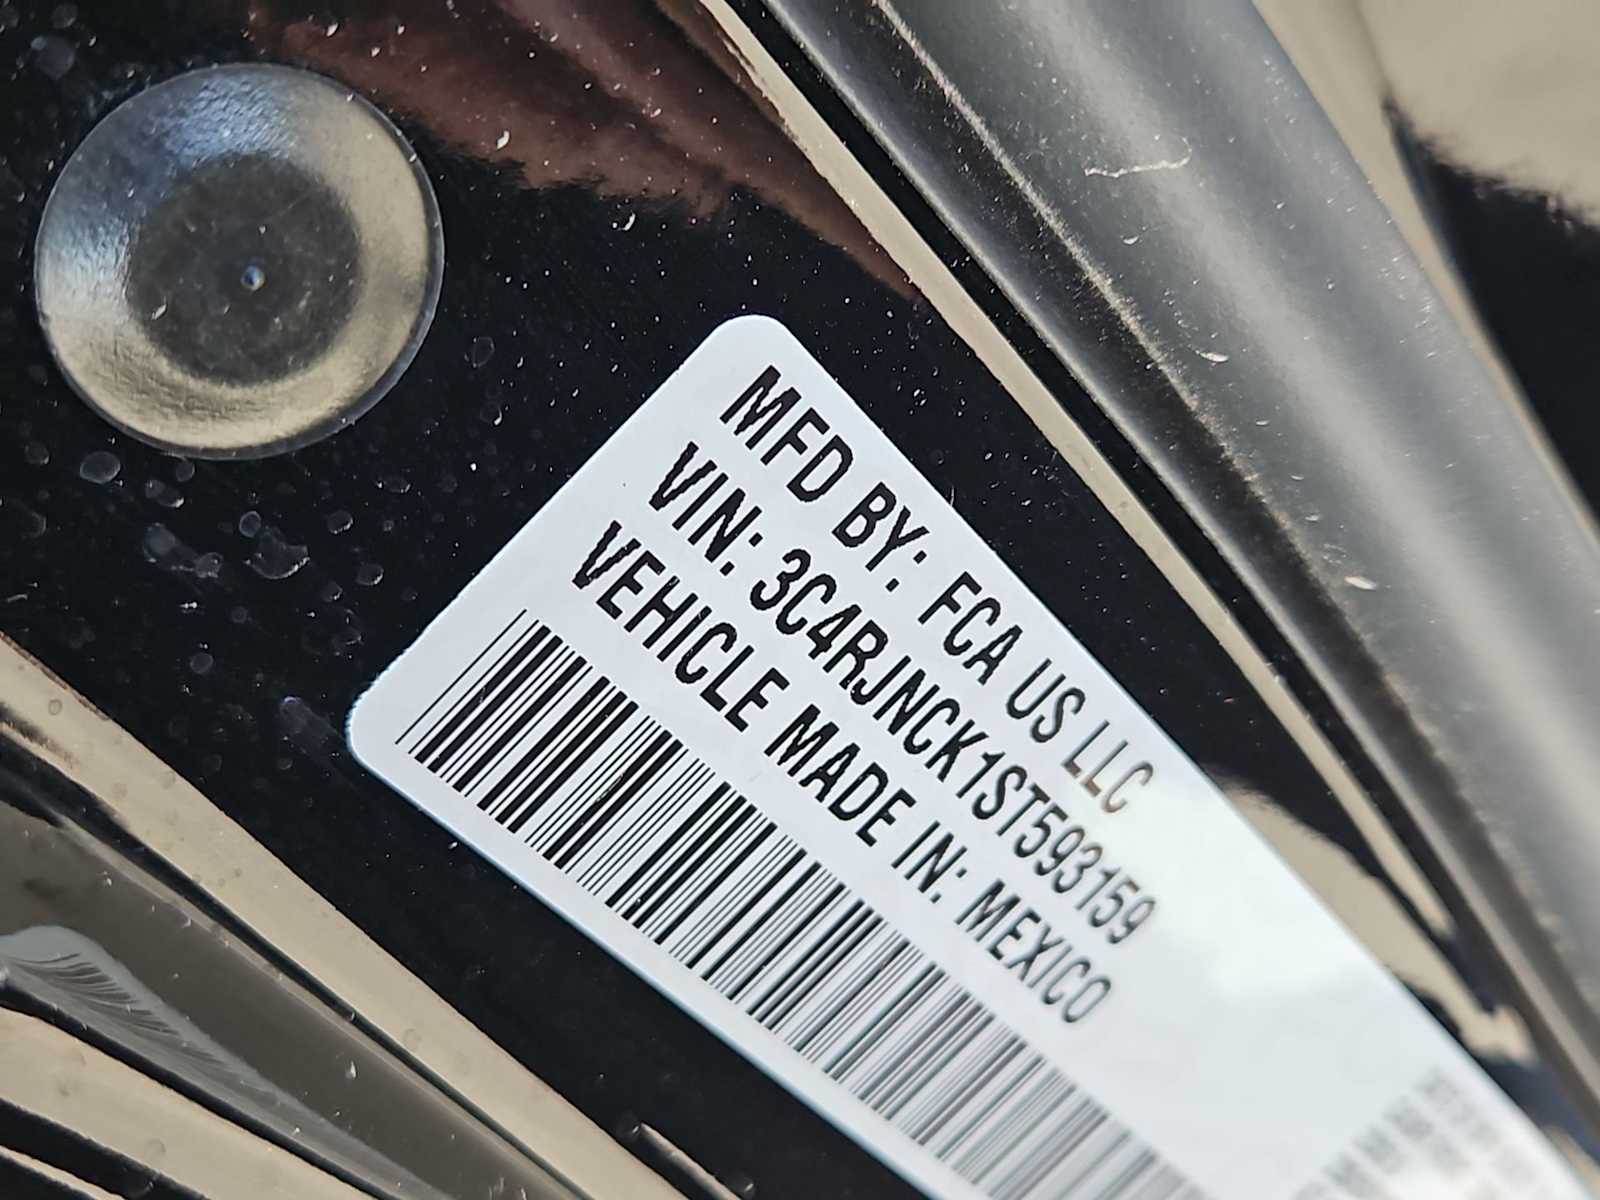 MFD BY: FCA US LLC
VIN: 3C4RJNCK1ST593159
VEHICLE MADE IN: MEXICO